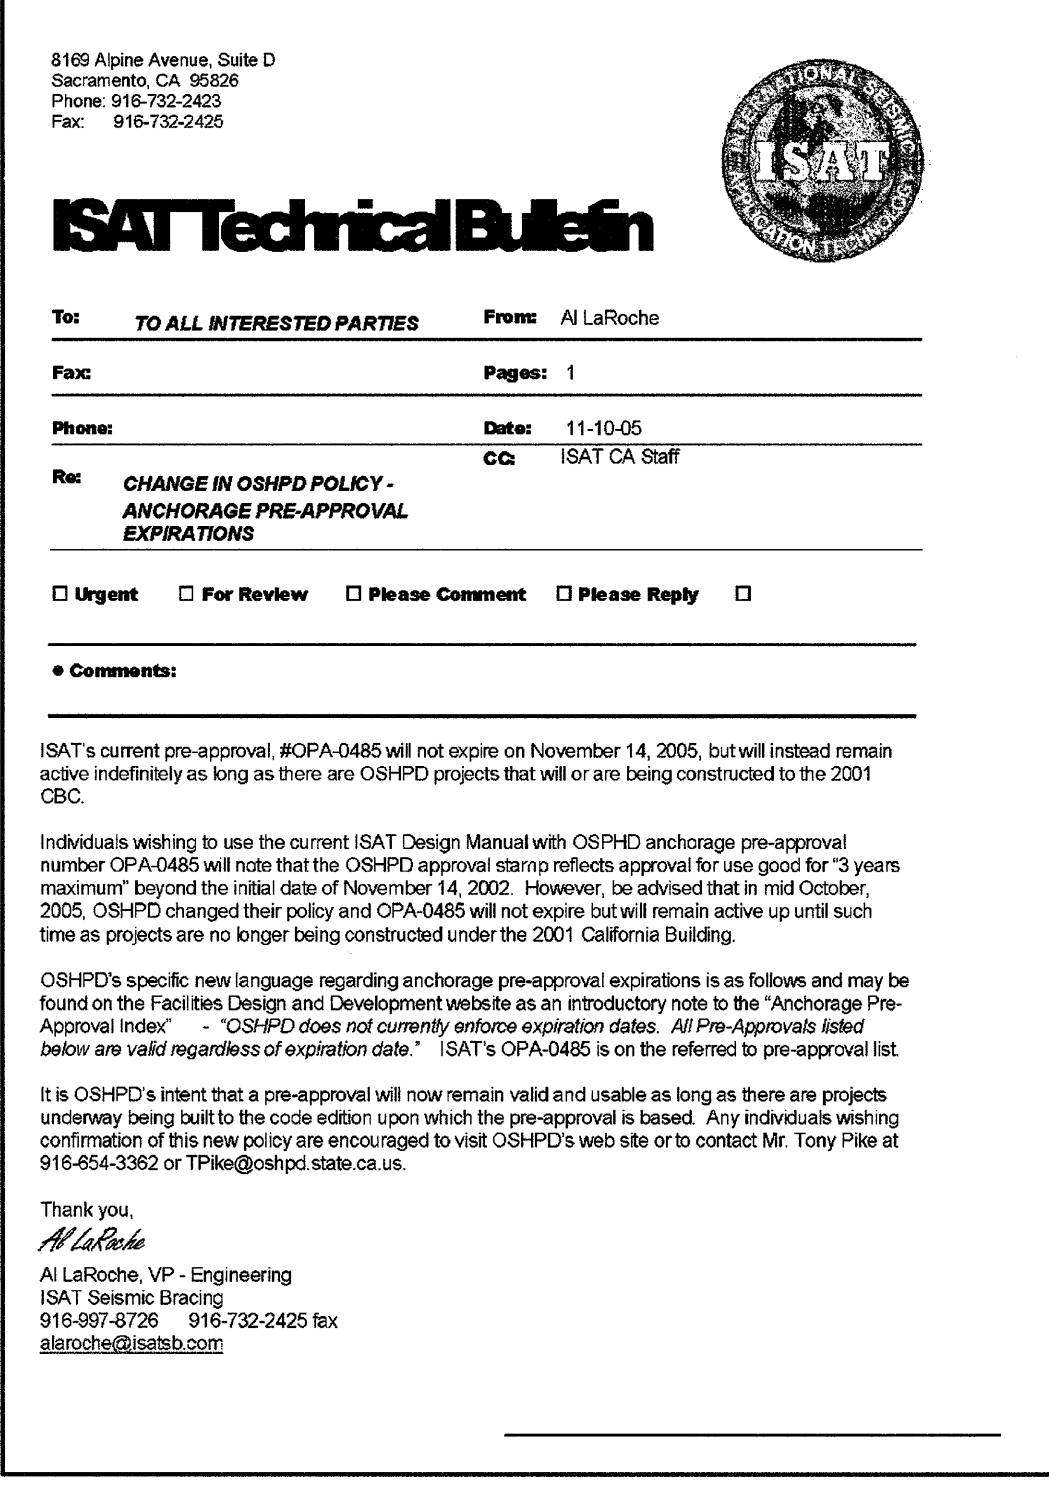 8169 Alpine Avenue, Suite D
Sacramento, CA 95826
Phone: 916-732-2423
Fax: 916-732-2425
INTERNATIONAL SEISMIC APPLICATION TECHNOLOGY
ISAT
ISAT Technical Bulletin
To: TO ALL INTERESTED PARTIES From: Al LaRoche
Fax: Pages: 1
Phone: Date: 11-10-05
CC: ISAT CA Staff
Re: CHANGE IN OSHPD POLICY -
ANCHORAGE PRE-APPROVAL
EXPIRATIONS
☐ Urgent ☐ For Review ☐ Please Comment ☐ Please Reply ☐
● Comments:
ISAT's current pre-approval, #OPA-0485 will not expire on November 14, 2005, but will instead remain
active indefinitely as long as there are OSHPD projects that will or are being constructed to the 2001
CBC.
Individuals wishing to use the current ISAT Design Manual with OSPHD anchorage pre-approval
number OPA-0485 will note that the OSHPD approval stamp reflects approval for use good for "3 years
maximum" beyond the initial date of November 14, 2002. However, be advised that in mid October,
2005, OSHPD changed their policy and OPA-0485 will not expire but will remain active up until such
time as projects are no longer being constructed under the 2001 California Building.
OSHPD's specific new language regarding anchorage pre-approval expirations is as follows and may be
found on the Facilities Design and Development website as an introductory note to the "Anchorage Pre-
Approval Index" - "OSHPD does not currently enforce expiration dates. All Pre-Approvals listed
below are valid regardless of expiration date." ISAT's OPA-0485 is on the referred to pre-approval list.
It is OSHPD's intent that a pre-approval will now remain valid and usable as long as there are projects
underway being built to the code edition upon which the pre-approval is based. Any individuals wishing
confirmation of this new policy are encouraged to visit OSHPD's web site or to contact Mr. Tony Pike at
916-654-3362 or TPike@oshpd.state.ca.us.
Thank you,
Al LaRoche
Al LaRoche, VP - Engineering
ISAT Seismic Bracing
916-997-8726 916-732-2425 fax
alaroche@isatsb.com